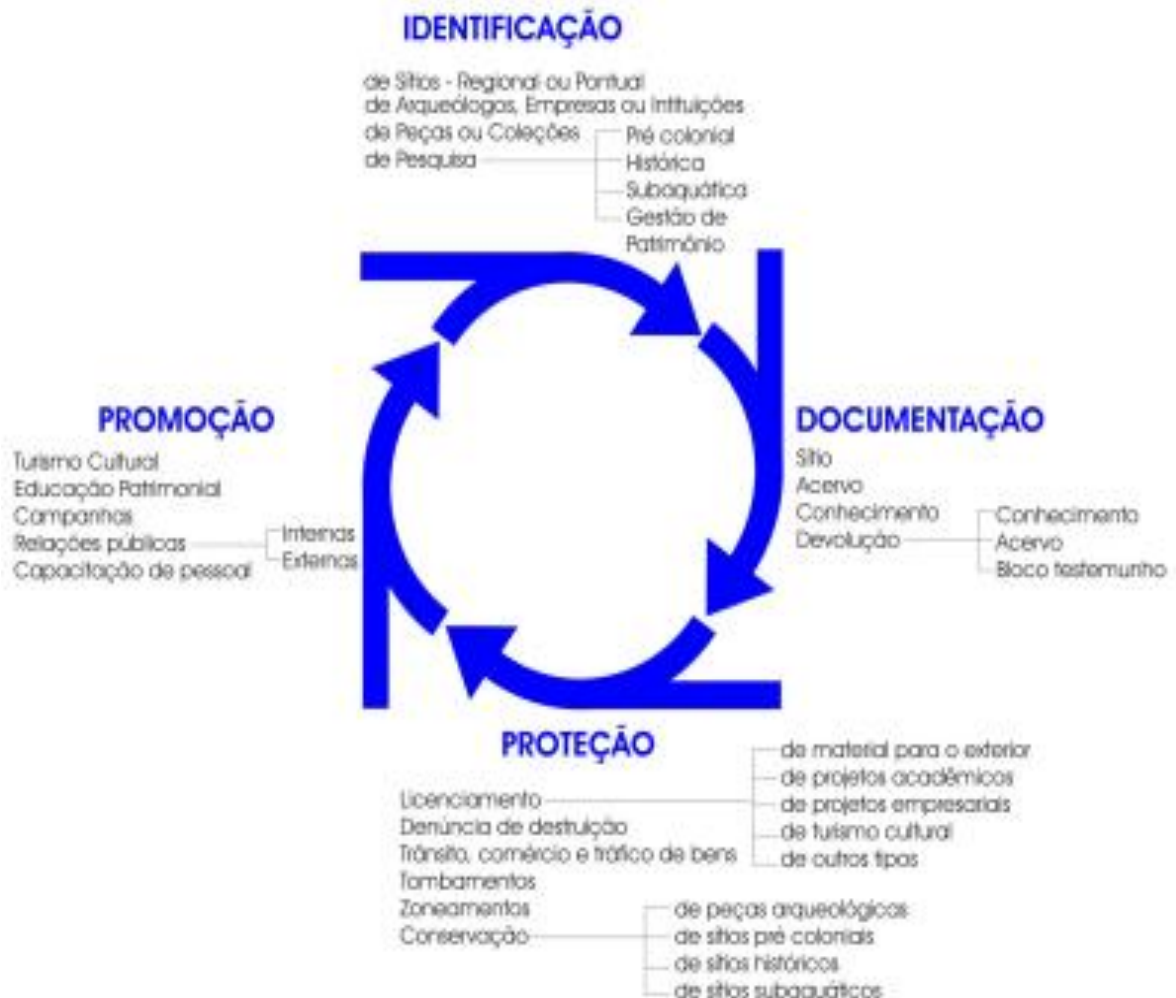 IDENTIFICAÇÃO
de Sítios - Regional ou Pontual
de Arqueólogos, Empresas ou Intituições
de Peças ou Coleções
de Pesquisa
Pré colonial
Histórica
Subaquática
Gestão de
Patrimônio
PROMOÇÃO
Turismo Cultural
Educação Patrimonial
Campanhas
Relações públicas
Capacitação de pessoal
Internas
Externas
DOCUMENTAÇÃO
Sítio
Acervo
Conhecimento
Devolução
Conhecimento
Acervo
Bloco testemunho
PROTEÇÃO
Licenciamento
Denúncia de destruição
Trânsito, comércio e tráfico de bens
Tombamentos
Zoneamentos
Conservação
de material para o exterior
de projetos acadêmicos
de projetos empresariais
de turismo cultural
de outros tipos
de peças arqueológicas
de sítios pré coloniais
de sítios históricos
de sítios subaquáticos